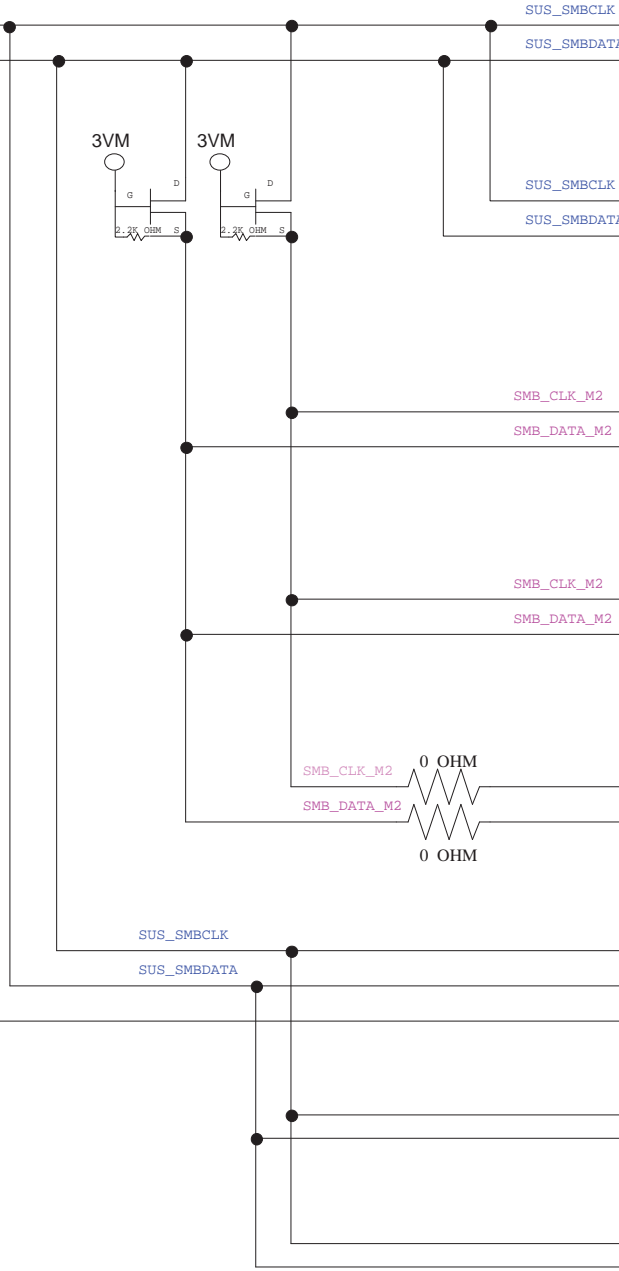 SUS_SMBCLK
SUS_SMBDATA
3VM 3VM
D D
G G
SUS_SMBCLK
SUS_SMBDATA
2.2K OHM S 2.2K OHM S
SMB_CLK_M2
SMB_DATA_M2
SMB_CLK_M2
SMB_DATA_M2
0 OHM
SMB_CLK_M2
SMB_DATA_M2
0 OHM
SUS_SMBCLK
SUS_SMBDATA